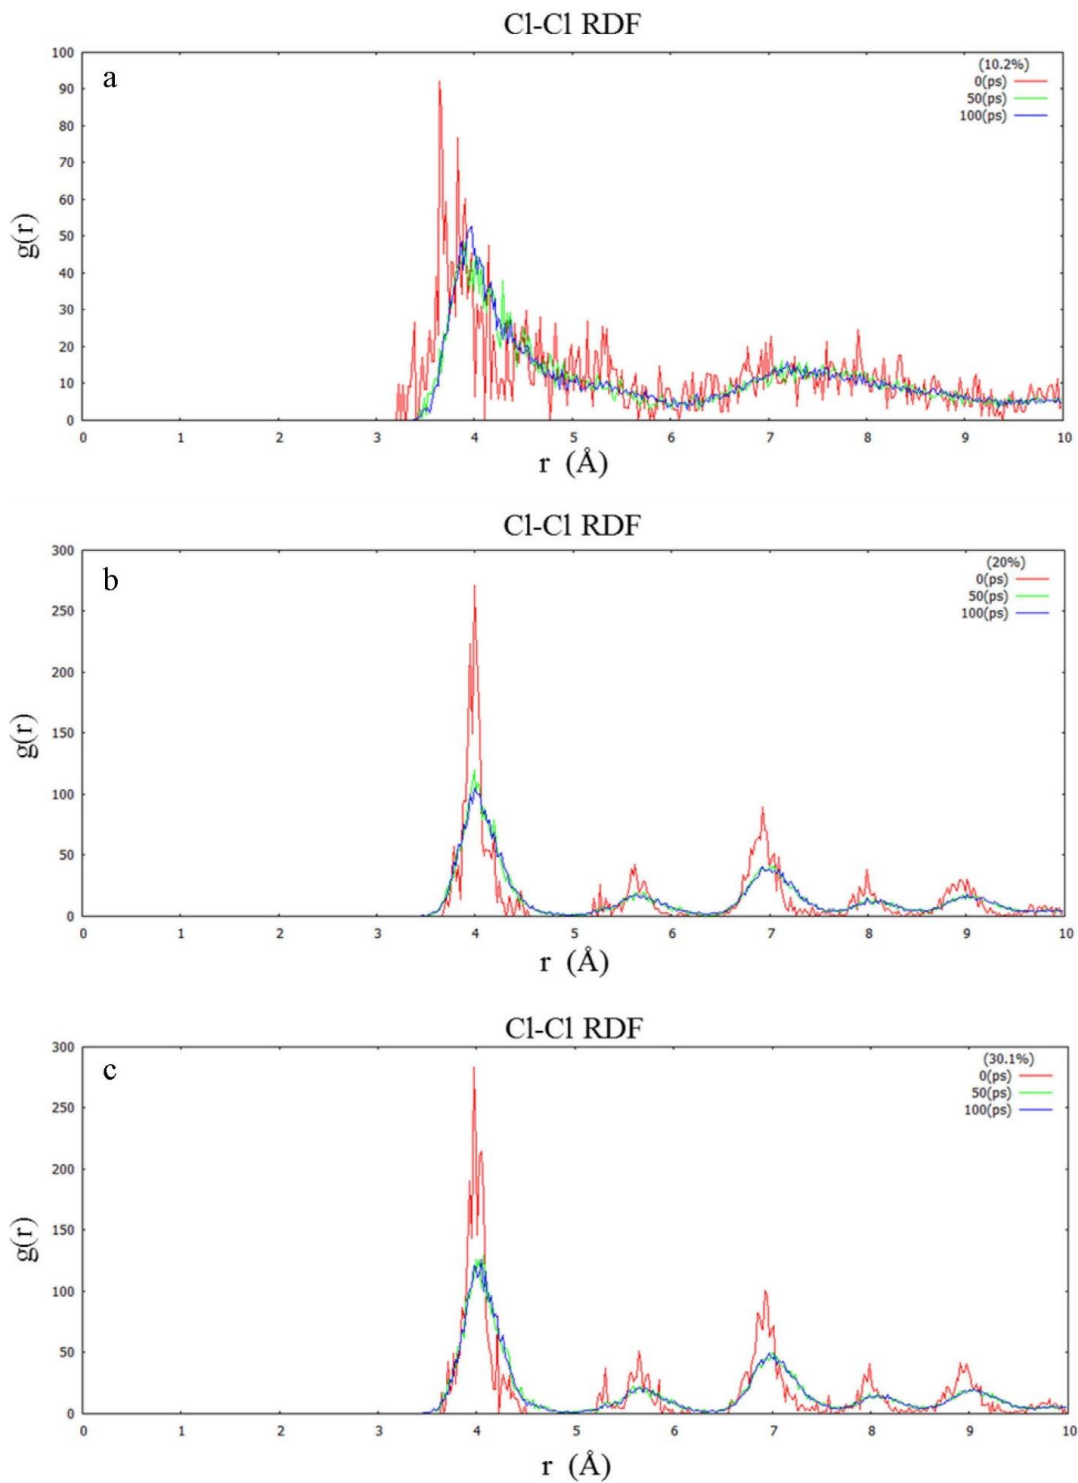 Cl-Cl RDF
a
(10.2%)
0(ps)
50(ps)
100(ps)
100
90
80
70
60
50
40
30
20
10
0
g(r)
0 1 2 3 4 5 6 7 8 9 10
r (Å)
Cl-Cl RDF
b
(20%)
0(ps)
50(ps)
100(ps)
300
250
200
150
100
50
0
g(r)
0 1 2 3 4 5 6 7 8 9 10
r (Å)
Cl-Cl RDF
c
(30.1%)
0(ps)
50(ps)
100(ps)
300
250
200
150
100
50
0
g(r)
0 1 2 3 4 5 6 7 8 9 10
r (Å)